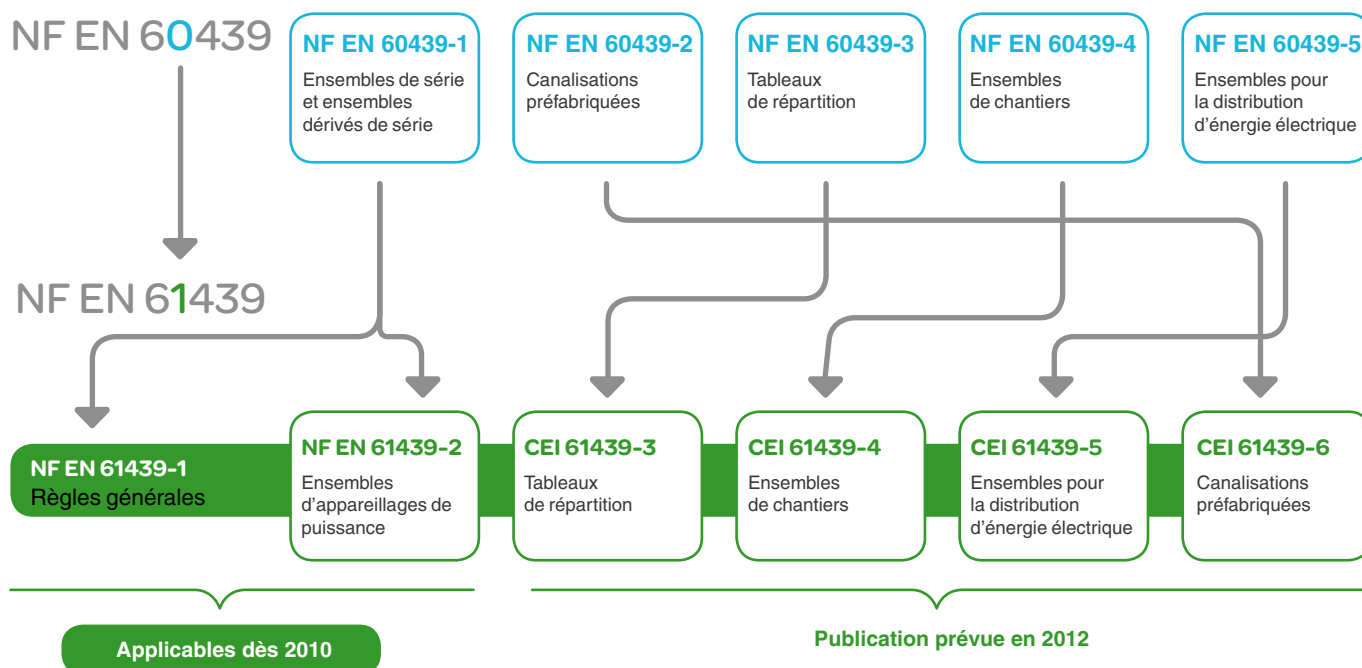 NF EN 60439
NF EN 60439-1
Ensembles de série
et ensembles
dérivés de série
NF EN 60439-2
Canalisations
préfabriquées
NF EN 60439-3
Tableaux
de répartition
NF EN 60439-4
Ensembles
de chantiers
NF EN 60439-5
Ensembles pour
la distribution
d'énergie électrique
NF EN 61439
NF EN 61439-1
Règles générales
NF EN 61439-2
Ensembles
d'appareillages de
puissance
CEI 61439-3
Tableaux
de répartition
CEI 61439-4
Ensembles
de chantiers
CEI 61439-5
Ensembles pour
la distribution
d'énergie électrique
CEI 61439-6
Canalisations
préfabriquées
Applicables dès 2010
Publication prévue en 2012